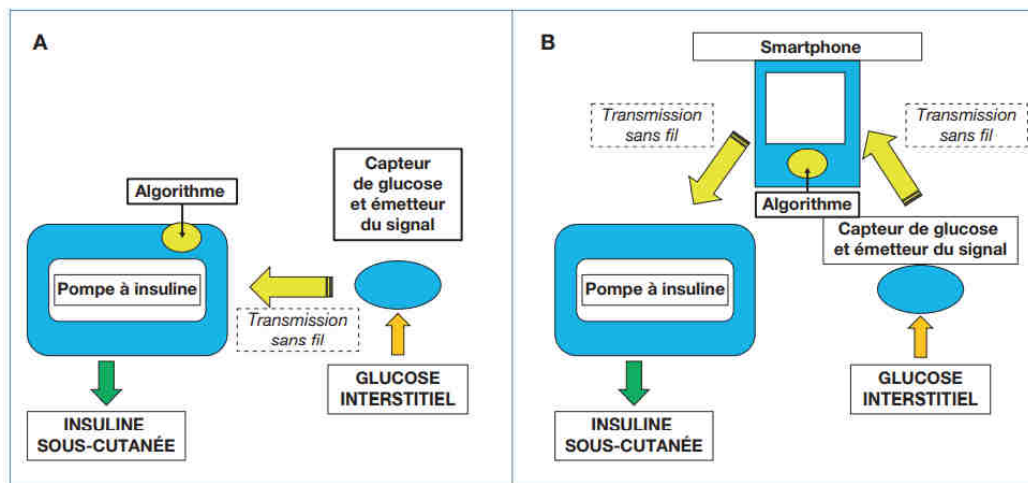 A
Algorithme
Pompe à insuline
Capteur
de glucose
et émetteur
du signal
Transmission
sans fil
INSULINE
SOUS-CUTANÉE
GLUCOSE
INTERSTITIEL
B
Smartphone
Transmission
sans fil
Transmission
sans fil
Algorithme
Capteur de glucose
et émetteur du signal
Pompe à insuline
INSULINE
SOUS-CUTANÉE
GLUCOSE
INTERSTITIEL